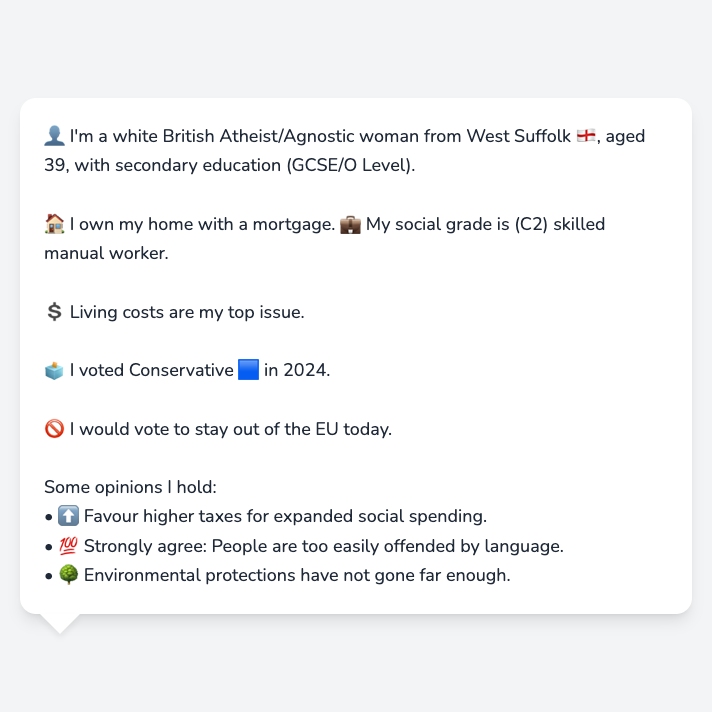 👤 I'm a white British Atheist/Agnostic woman from West Suffolk 🏴󠁧󠁢󠁥󠁮󠁧󠁿, aged
39, with secondary education (GCSE/O Level).
🏠 I own my home with a mortgage. 💼 My social grade is (C2) skilled
manual worker.
💲 Living costs are my top issue.
🗳️ I voted Conservative 🟦 in 2024.
🚫 I would vote to stay out of the EU today.
Some opinions I hold:
• ⬆️ Favour higher taxes for expanded social spending.
• 💯 Strongly agree: People are too easily offended by language.
• 🌳 Environmental protections have not gone far enough.